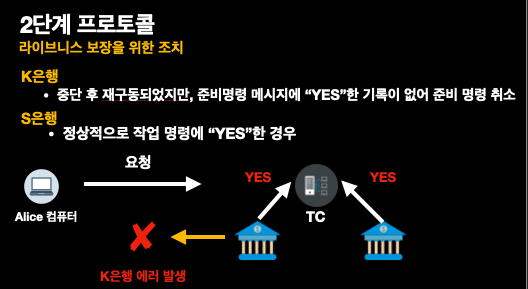 2단계 프로토콜
라이브니스 보장을 위한 조치
K은행
• 중단 후 재구동되었지만, 준비명령 메시지에 “YES”한 기록이 없어 준비 명령 취소
S은행
• 정상적으로 작업 명령에 “YES”한 경우
요청
YES
YES
Alice 컴퓨터
TC
K은행 에러 발생